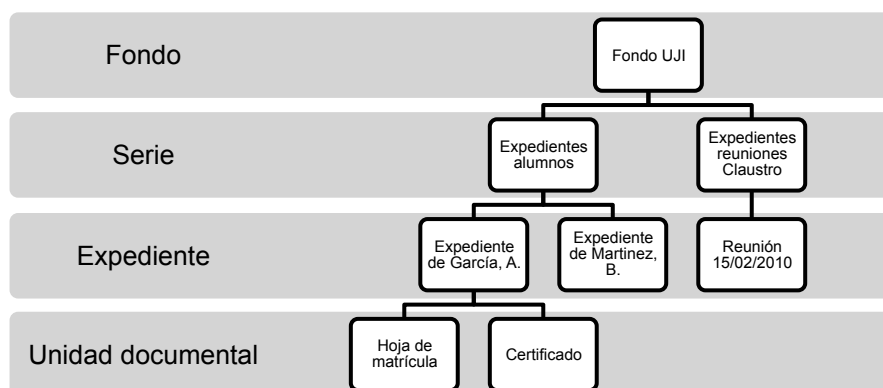 Fondo
Fondo UJI
Serie
Expedientes
alumnos
Expedientes
reuniones
Claustro
Expediente
Expediente
de García, A.
Expediente
de Martinez,
B.
Reunión
15/02/2010
Unidad documental
Hoja de
matrícula
Certificado